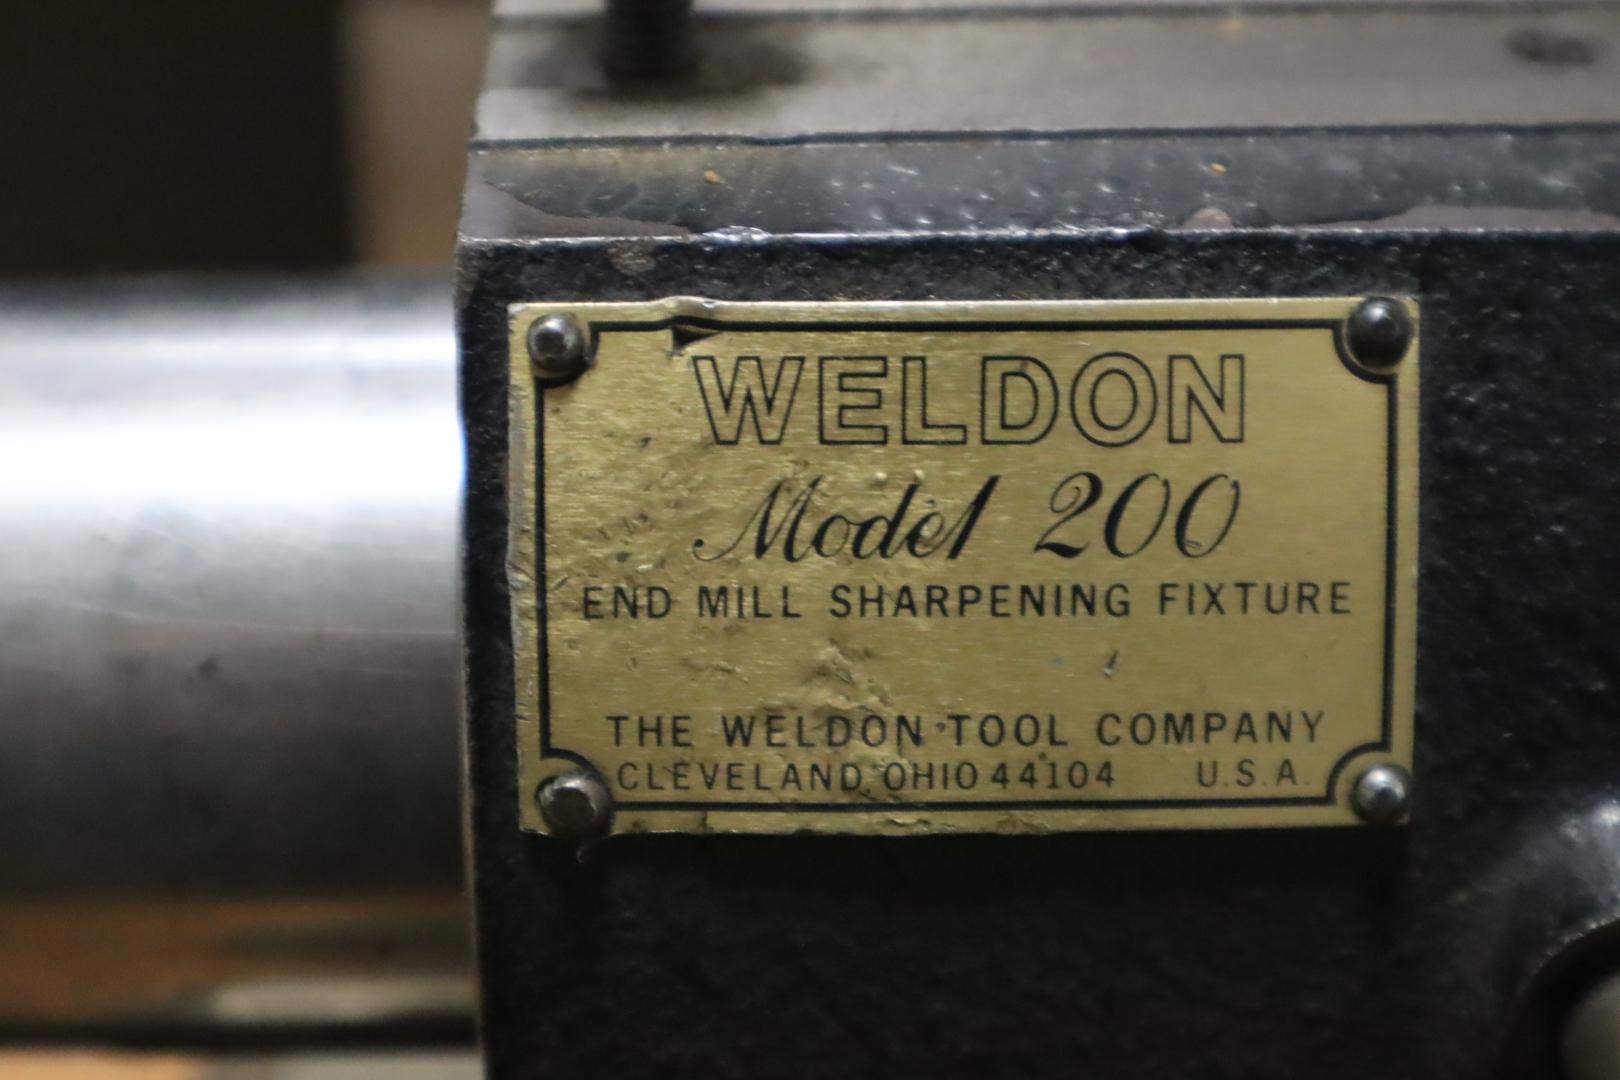 WELDON
Model 200
END MILL SHARPENING FIXTURE
THE WELDON TOOL COMPANY
CLEVELAND, OHIO 44104 U.S.A.